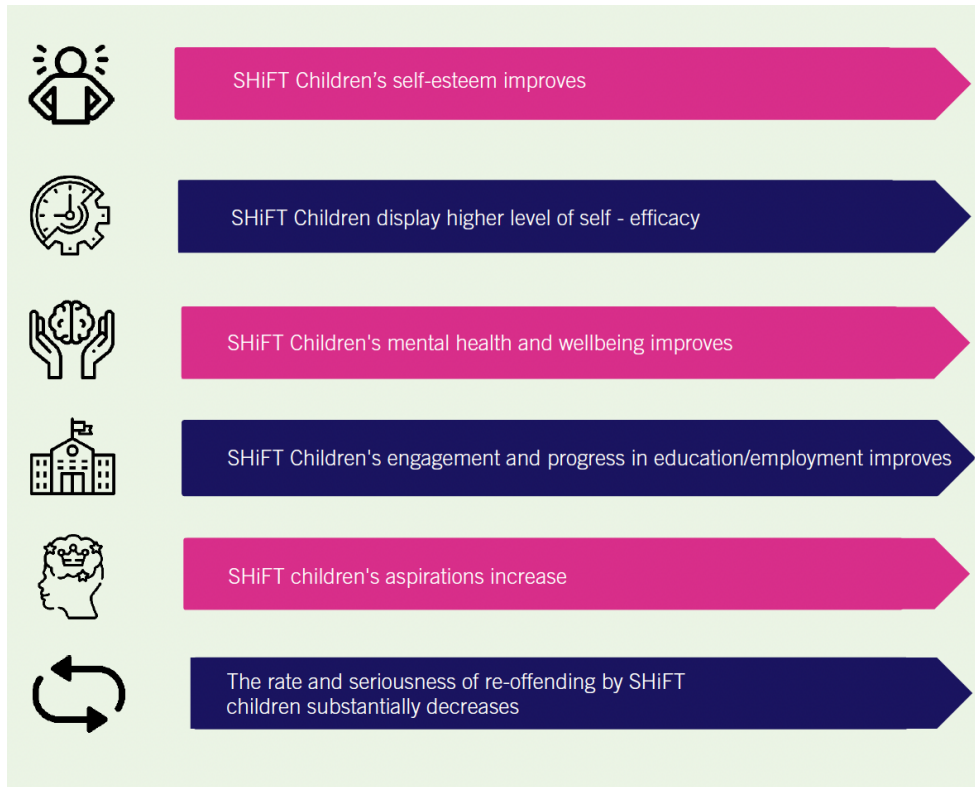 SHiFT Children’s self-esteem improves
SHiFT Children display higher level of self - efficacy
SHiFT Children's mental health and wellbeing improves
SHiFT Children's engagement and progress in education/employment improves
SHiFT children's aspirations increase
The rate and seriousness of re-offending by SHiFT
children substantially decreases